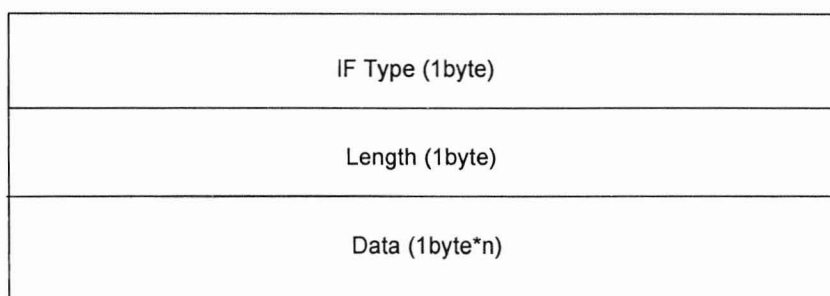 IF Type (1byte)
Length (1byte)
Data (1byte*n)